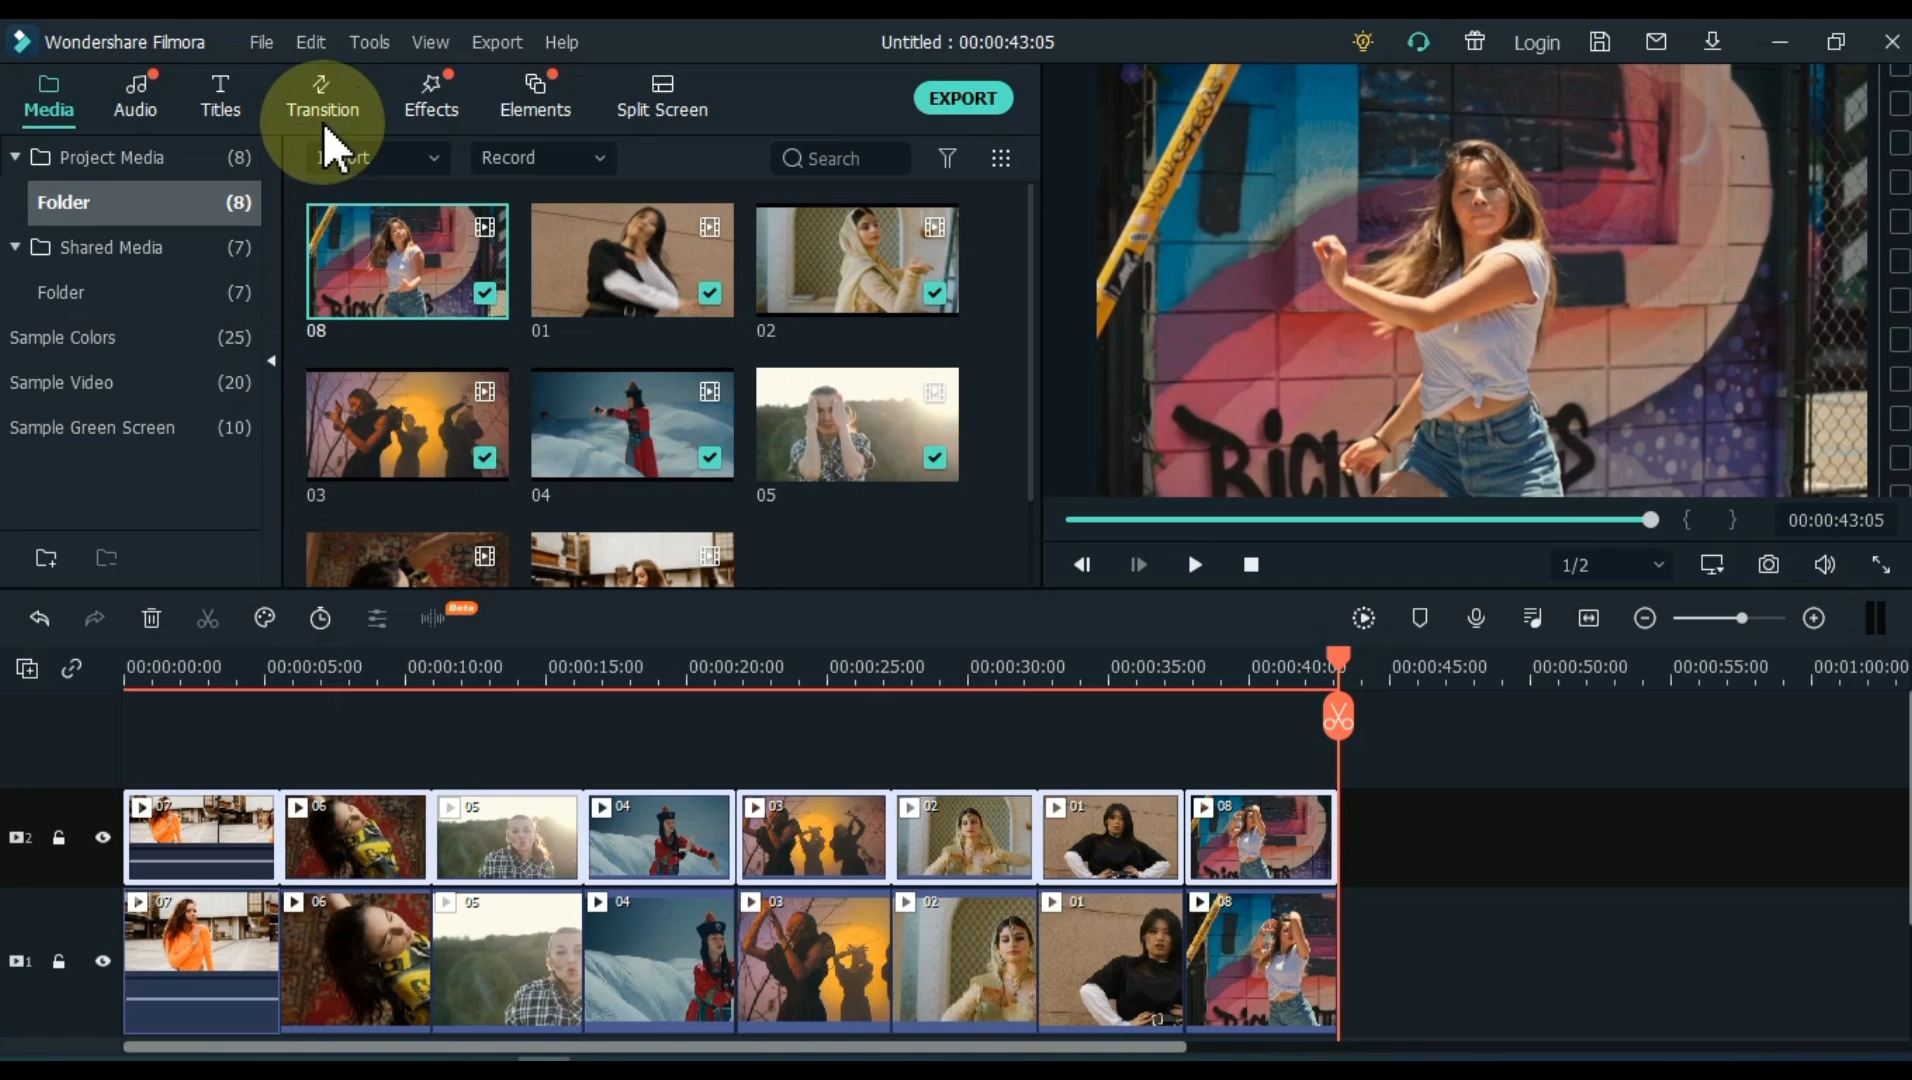 Wondershare Filmora File Edit Tools View Export Help Untitled : 00:00:43:05 Login
Media Audio Titles Transition Effects Elements Split Screen EXPORT
Project Media (8) Record Search
Folder (8)
Shared Media (7)
Folder (7)
Sample Colors (25)
Sample Video (20)
Sample Green Screen (10)
08 01 02
03 04 05
00:00:43:05
1/2
Beta
00:00:00:00 00:00:05:00 00:00:10:00 00:00:15:00 00:00:20:00 00:00:25:00 00:00:30:00 00:00:35:00 00:00:40:00 00:00:45:00 00:00:50:00 00:00:55:00 00:01:00:00
07 06 05 04 03 02 01 08
2
07 06 05 04 03 02 01 08
1